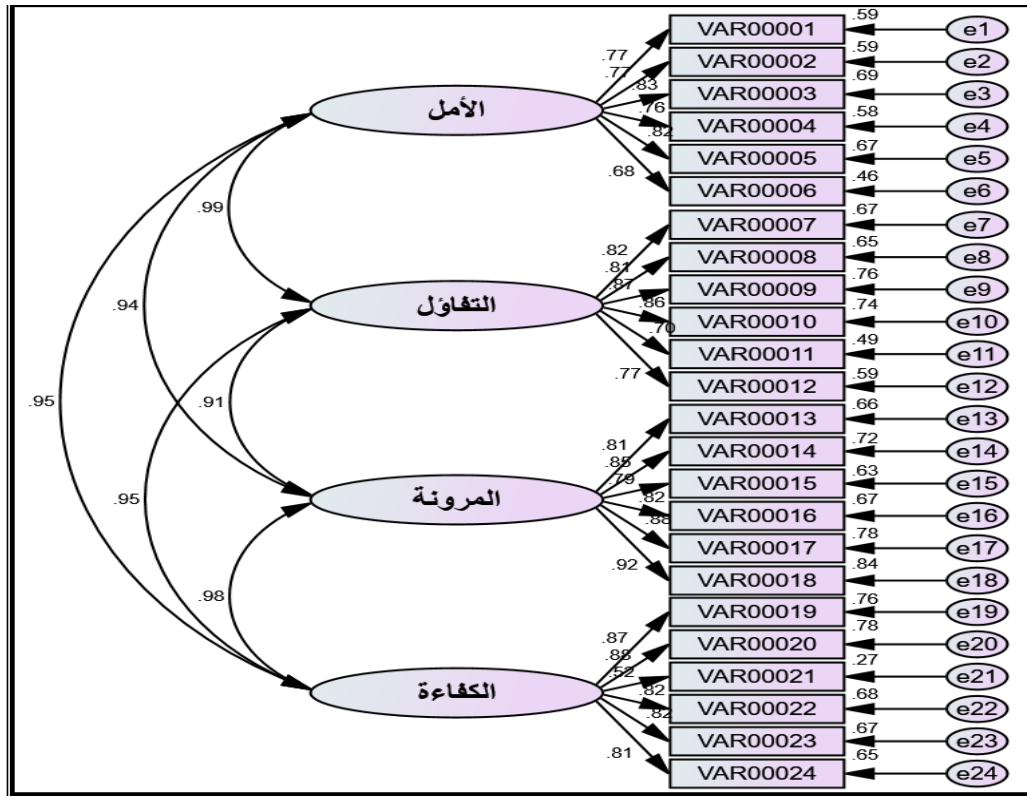 .77
.77
.83
.76
.82
.68
الأمل
VAR00001
.59
e1
VAR00002
.59
e2
VAR00003
.69
e3
VAR00004
.58
e4
VAR00005
.67
e5
VAR00006
.46
e6
.99
.94
.95
.82
.81
.87
.86
.70
.77
التفاؤل
VAR00007
.67
e7
VAR00008
.65
e8
VAR00009
.76
e9
VAR00010
.74
e10
VAR00011
.49
e11
VAR00012
.59
e12
.91
.95
.81
.85
.79
.82
.88
.92
المرونة
VAR00013
.66
e13
VAR00014
.72
e14
VAR00015
.63
e15
VAR00016
.67
e16
VAR00017
.78
e17
VAR00018
.84
e18
.98
.87
.88
.52
.82
.82
.81
الكفاءة
VAR00019
.76
e19
VAR00020
.78
e20
VAR00021
.27
e21
VAR00022
.68
e22
VAR00023
.67
e23
VAR00024
.65
e24